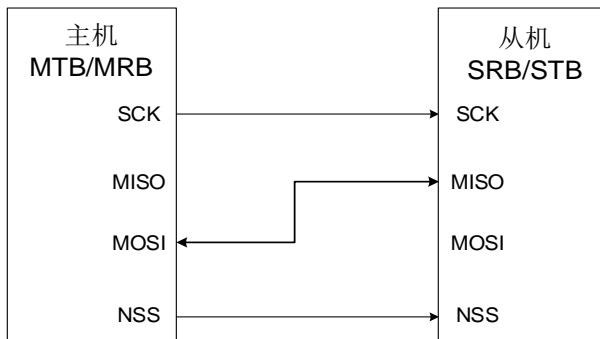 主机
MTB/MRB
SCK
MISO
MOSI
NSS
从机
SRB/STB
SCK
MISO
MOSI
NSS